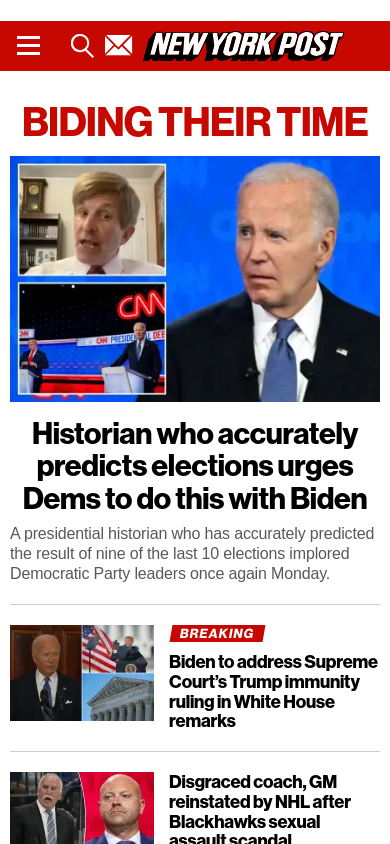 NEW YORK POST
BIDING THEIR TIME
CNN
CNN PRESIDENTIAL DEB
Historian who accurately
predicts elections urges
Dems to do this with Biden
A presidential historian who has accurately predicted
the result of nine of the last 10 elections implored
Democratic Party leaders once again Monday.
BREAKING
Biden to address Supreme
Court’s Trump immunity
ruling in White House
remarks
Disgraced coach, GM
reinstated by NHL after
Blackhawks sexual
assault scandal